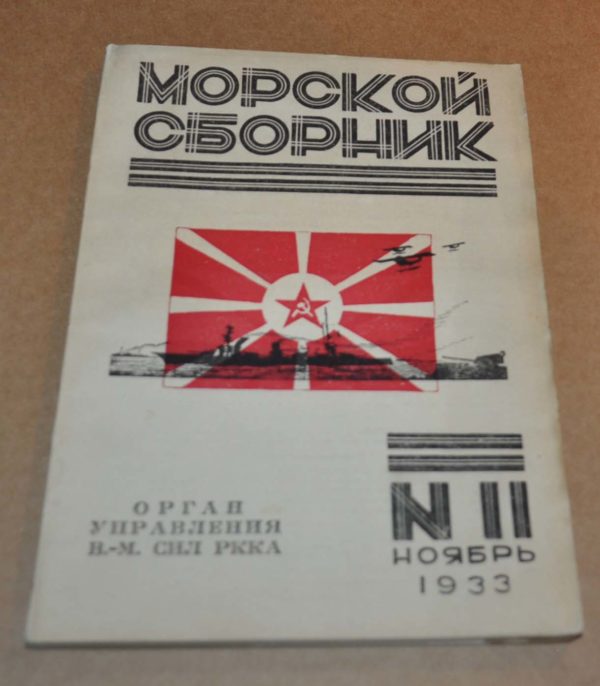 МОРСКОЙ
СБОРНИК
ОРГАН
УПРАВЛЕНИЯ
В.-М. СИЛ РККА
N 11
НОЯБРЬ
1933